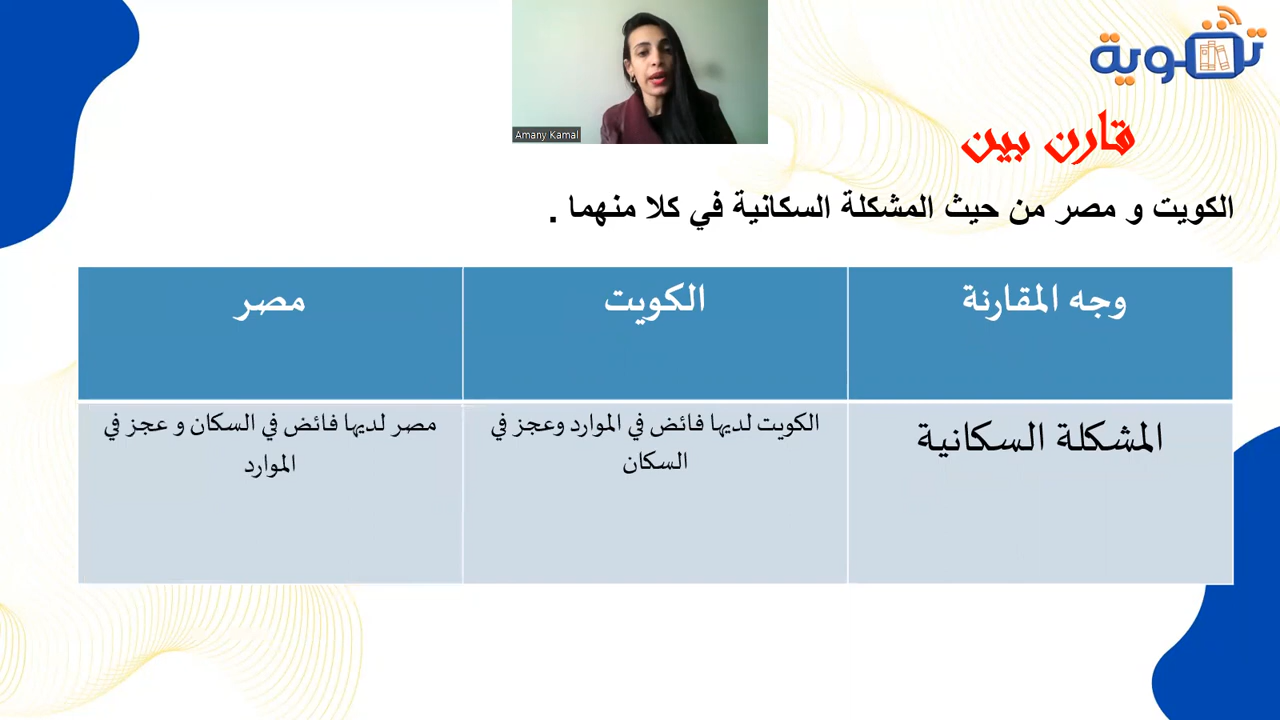 تقوية
Amany Kamal
قارن بين
الكويت و مصر من حيث المشكلة السكانية في كلا منهما .
وجه المقارنة
الكويت
مصر
المشكلة السكانية
الكويت لديها فائض في الموارد وعجز في
السكان
مصر لديها فائض في السكان و عجز في
الموارد